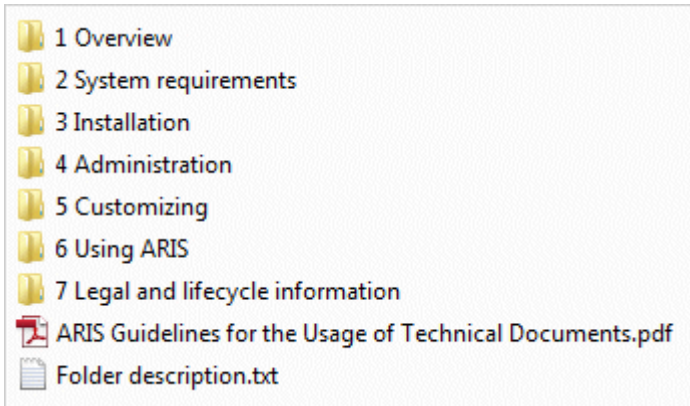 1 Overview
2 System requirements
3 Installation
4 Administration
5 Customizing
6 Using ARIS
7 Legal and lifecycle information
ARIS Guidelines for the Usage of Technical Documents.pdf
Folder description.txt